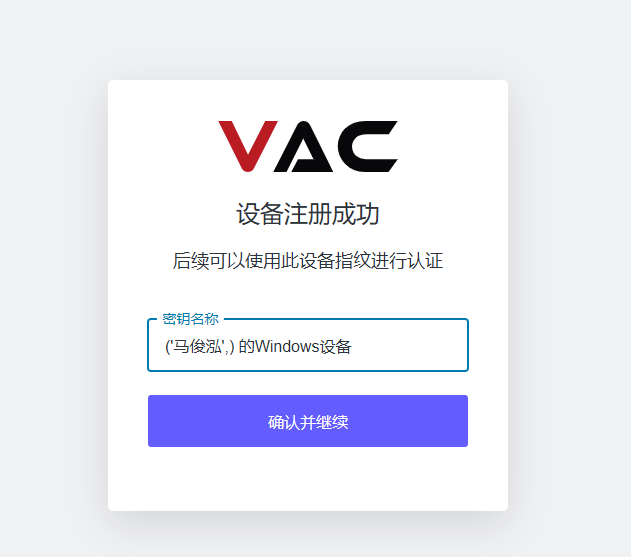 VAC
设备注册成功
后续可以使用此设备指纹进行认证
密钥名称
('马俊泓',) 的Windows设备
确认并继续